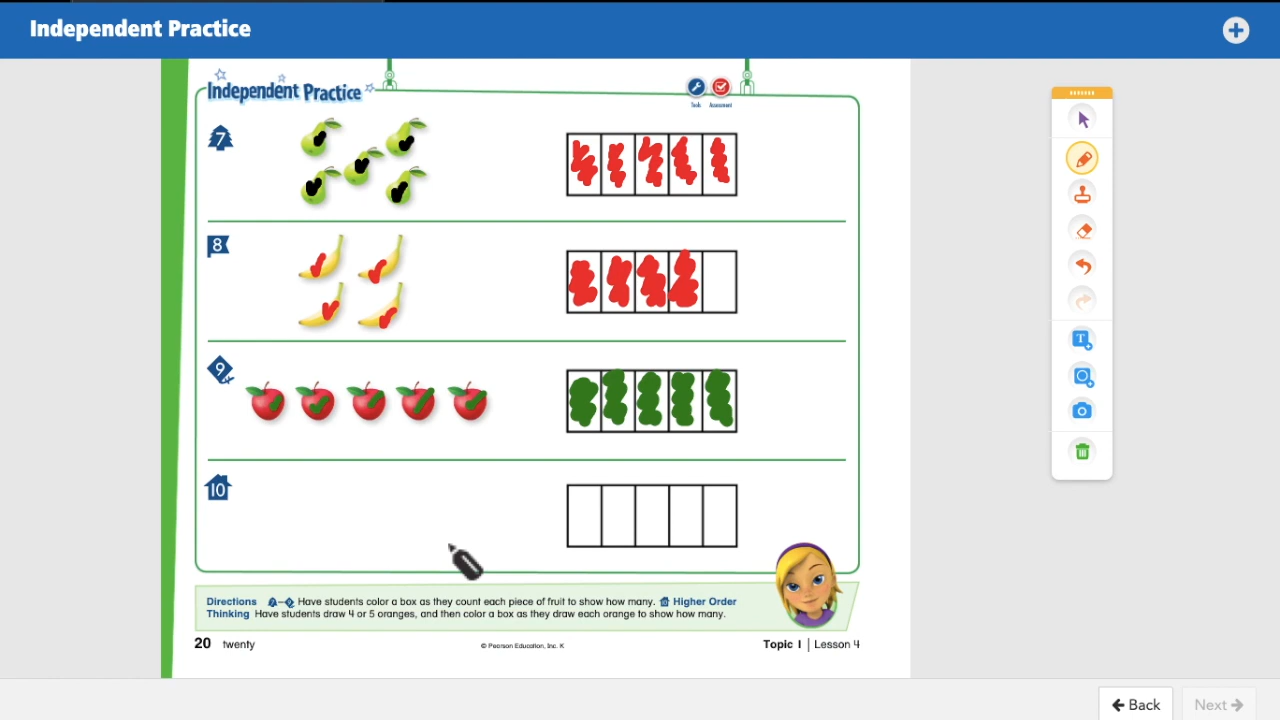 Independent Practice
Independent Practice
Tools Assessment
7
8
9
10
Directions 7–9 Have students color a box as they count each piece of fruit to show how many. 10 Higher Order
Thinking Have students draw 4 or 5 oranges, and then color a box as they draw each orange to show how many.
20 twenty
© Pearson Education, Inc. K
Topic 1 | Lesson 4
T
Back
Next